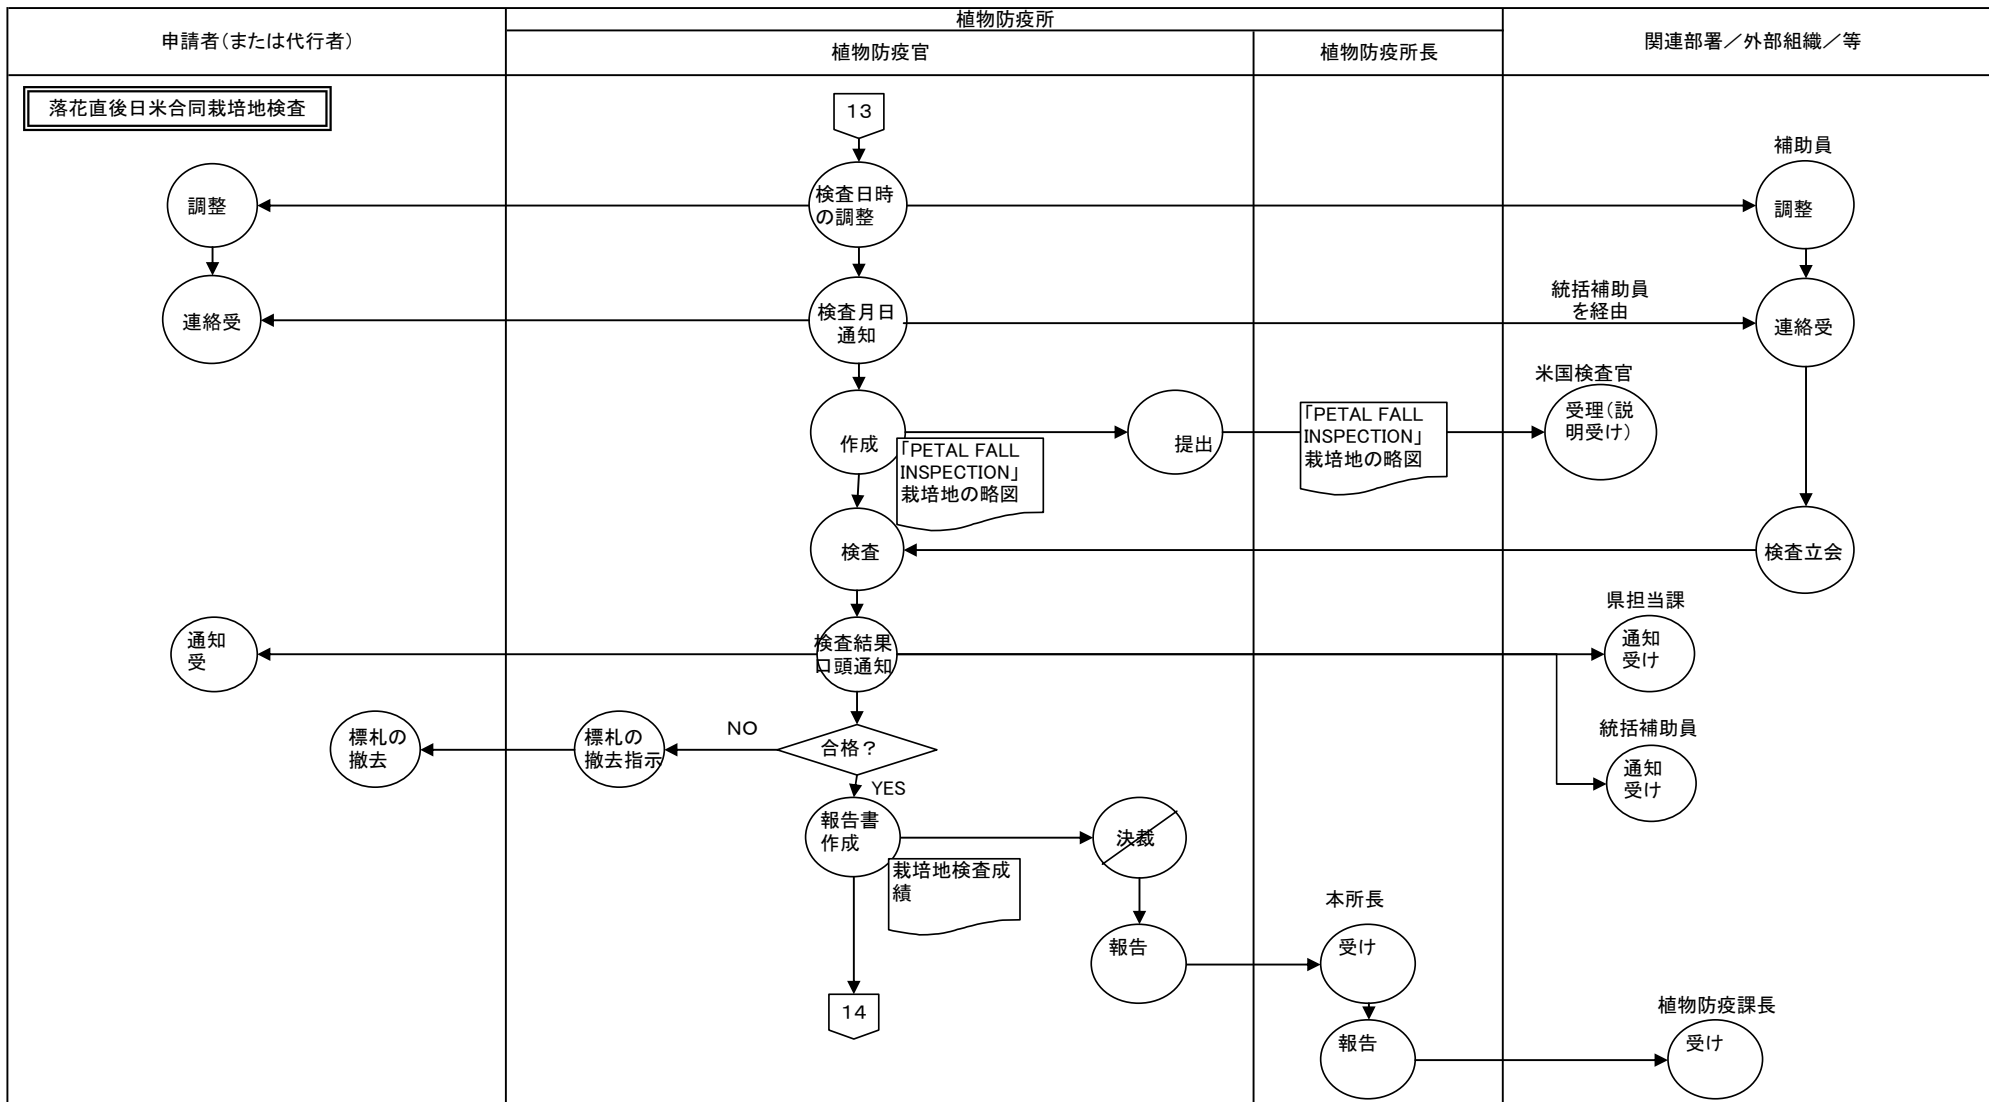 植物防疫所
申請者(または代行者)
植物防疫官
植物防疫所長
関連部署/外部組織/等
落花直後日米合同栽培地検査
13
補助員
調整
検査日時
の調整
調整
連絡受
検査月日
通知
統括補助員
を経由
連絡受
米国検査官
作成
「PETAL FALL
INSPECTION」
栽培地の略図
提出
「PETAL FALL
INSPECTION」
栽培地の略図
受理(説
明受け)
検査
検査立会
県担当課
通知
受
検査結果
口頭通知
通知
受け
標札の
撤去
標札の
撤去指示
NO
合格?
YES
統括補助員
通知
受け
報告書
作成
栽培地検査成
績
決裁
本所長
報告
受け
14
植物防疫課長
報告
受け